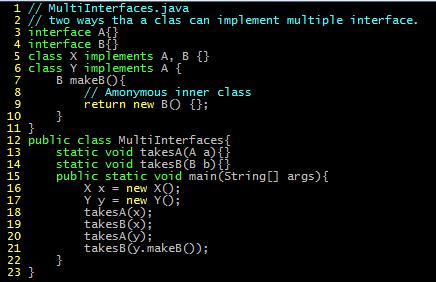 1 // MultiInterfaces.java
2 // two ways tha a clas can implement multiple interface.
3 interface A{}
4 interface B{}
5 class X implements A, B {}
6 class Y implements A {
7 B makeB(){
8 // Amonymous inner class
9 return new B() {};
10 }
11 }
12 public class MultiInterfaces{
13 static void takesA(A a){}
14 static void takesB(B b){}
15 public static void main(String[] args){
16 X x = new X();
17 Y y = new Y();
18 takesA(x);
19 takesB(x);
20 takesA(y);
21 takesB(y.makeB());
22 }
23 }